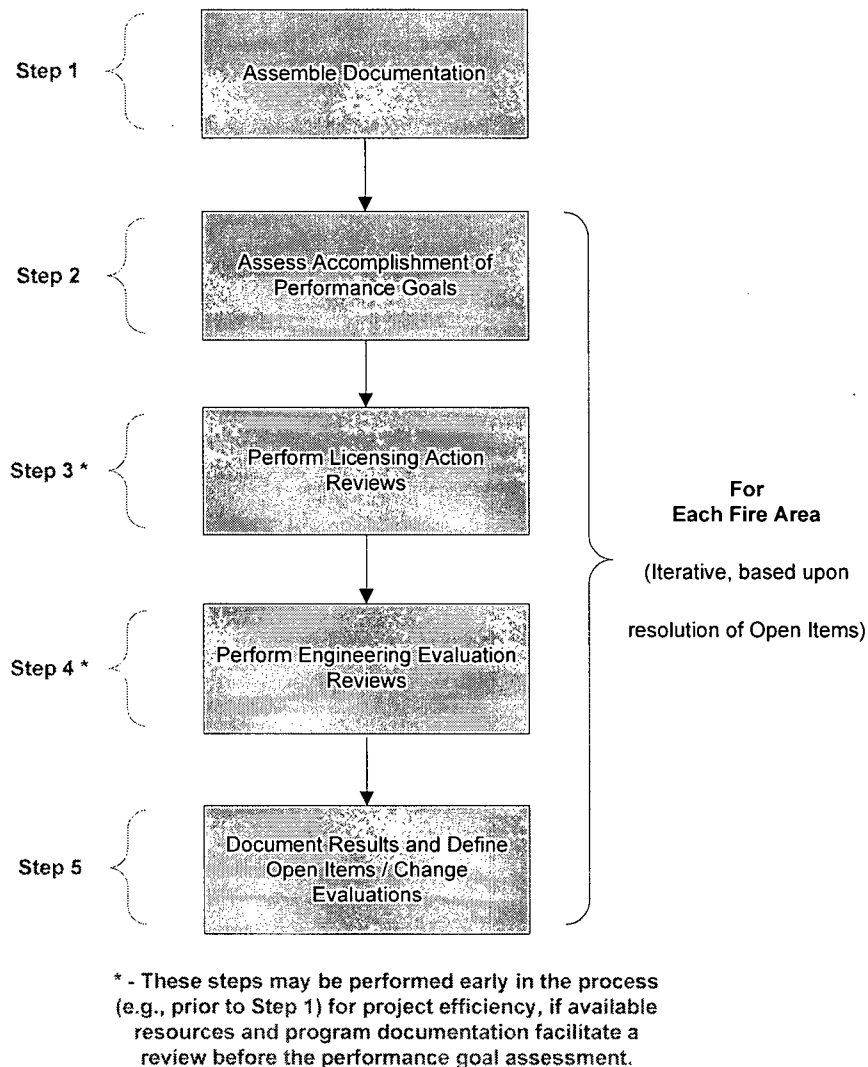 Step 1
Assemble Documentation
Step 2
Assess Accomplishment of
Performance Goals
Step 3 *
Perform Licensing Action
Reviews
For
Each Fire Area
(Iterative, based upon
resolution of Open Items)
Step 4 *
Perform Engineering Evaluation
Reviews
Step 5
Document Results and Define
Open Items / Change
Evaluations
* - These steps may be performed early in the process
(e.g., prior to Step 1) for project efficiency, if available
resources and program documentation facilitate a
review before the performance goal assessment.